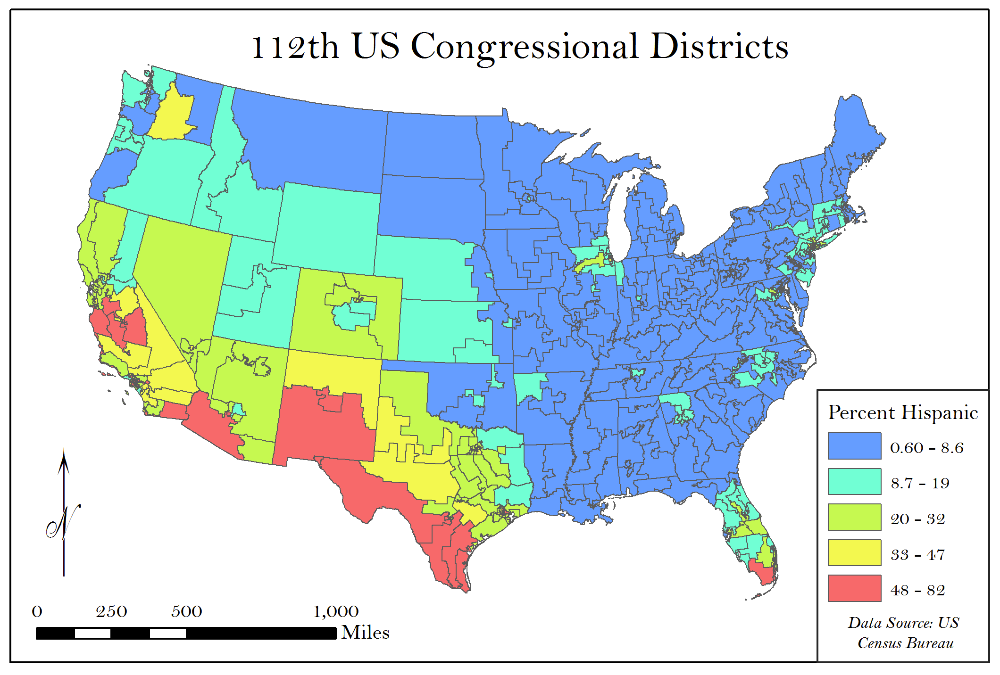 112th US Congressional Districts
Percent Hispanic
0.60 - 8.6
8.7 - 19
20 - 32
33 - 47
48 - 82
Data Source: US
Census Bureau
N
0 250 500 1,000
Miles